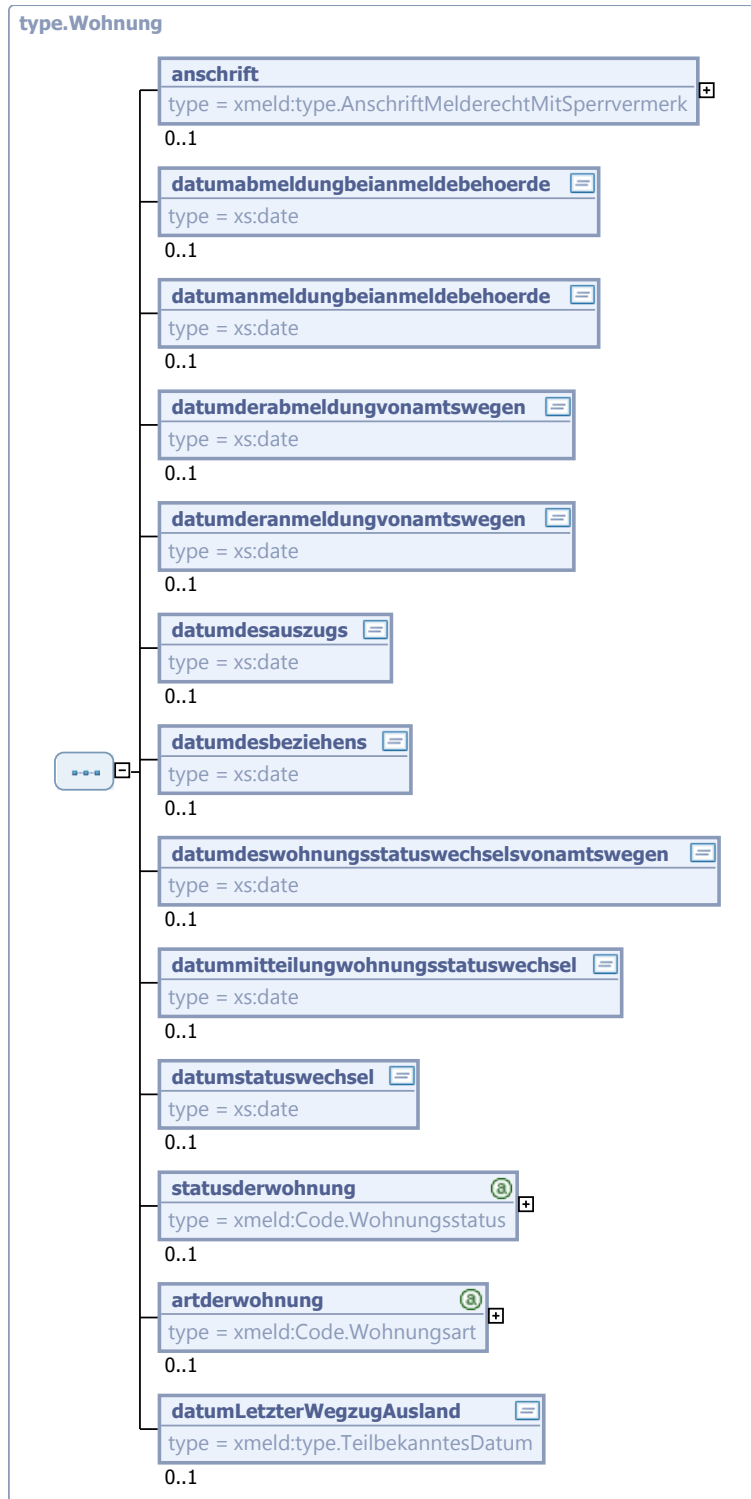 type.Wohnung
anschrift
type = xmeld:type.AnschriftMelderechtMitSperrvermerk
0..1
datumabmeldungbeianmeldebehoerde
type = xs:date
0..1
datumanmeldungbeianmeldebehoerde
type = xs:date
0..1
datumderabmeldungvonamtswegen
type = xs:date
0..1
datumderanmeldungvonamtswegen
type = xs:date
0..1
datumdesauszugs
type = xs:date
0..1
datumdesbeziehens
type = xs:date
0..1
datumdeswohnungsstatuswechselsvonamtswegen
type = xs:date
0..1
datummitteilungwohnungsstatuswechsel
type = xs:date
0..1
datumstatuswechsel
type = xs:date
0..1
statusderwohnung
type = xmeld:Code.Wohnungsstatus
0..1
artderwohnung
type = xmeld:Code.Wohnungsart
0..1
datumLetzterWegzugAusland
type = xmeld:type.TeilbekanntesDatum
0..1